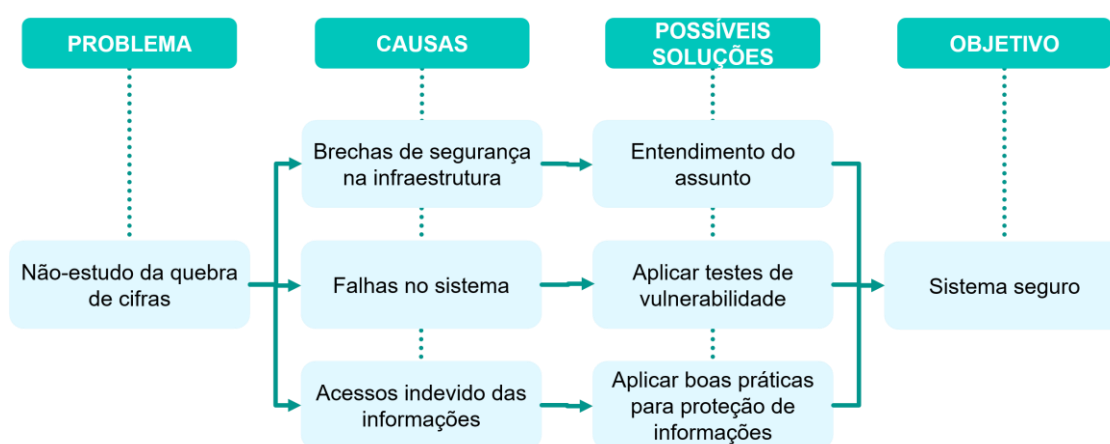 PROBLEMA
CAUSAS
POSSÍVEIS
SOLUÇÕES
OBJETIVO
Brechas de segurança
na infraestrutura
Entendimento do
assunto
Não-estudo da quebra
de cifras
Falhas no sistema
Aplicar testes de
vulnerabilidade
Sistema seguro
Acessos indevido das
informações
Aplicar boas práticas
para proteção de
informações